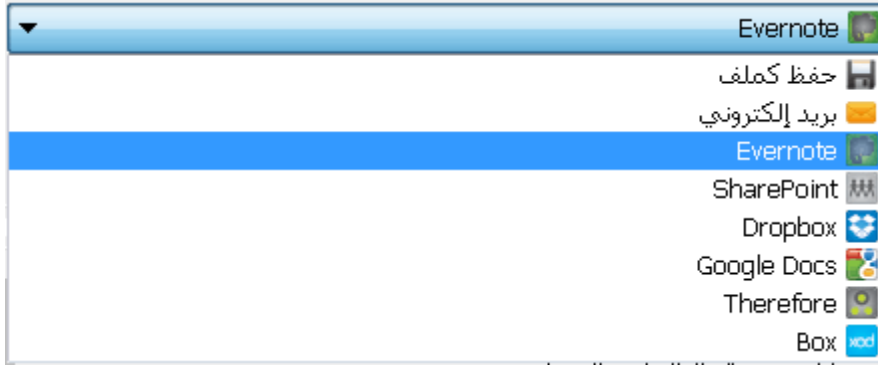 Evernote
حفظ كملف
بريد إلكتروني
Evernote
SharePoint
Dropbox
Google Docs
Therefore
Box